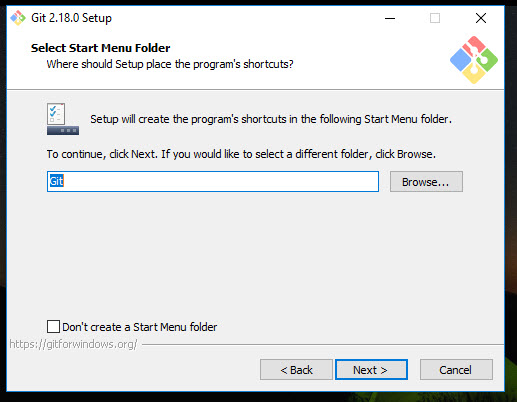 Git 2.18.0 Setup
Select Start Menu Folder
Where should Setup place the program's shortcuts?
Setup will create the program's shortcuts in the following Start Menu folder.
To continue, click Next. If you would like to select a different folder, click Browse.
Git
Browse...
Don't create a Start Menu folder
https://gitforwindows.org/
< Back
Next >
Cancel